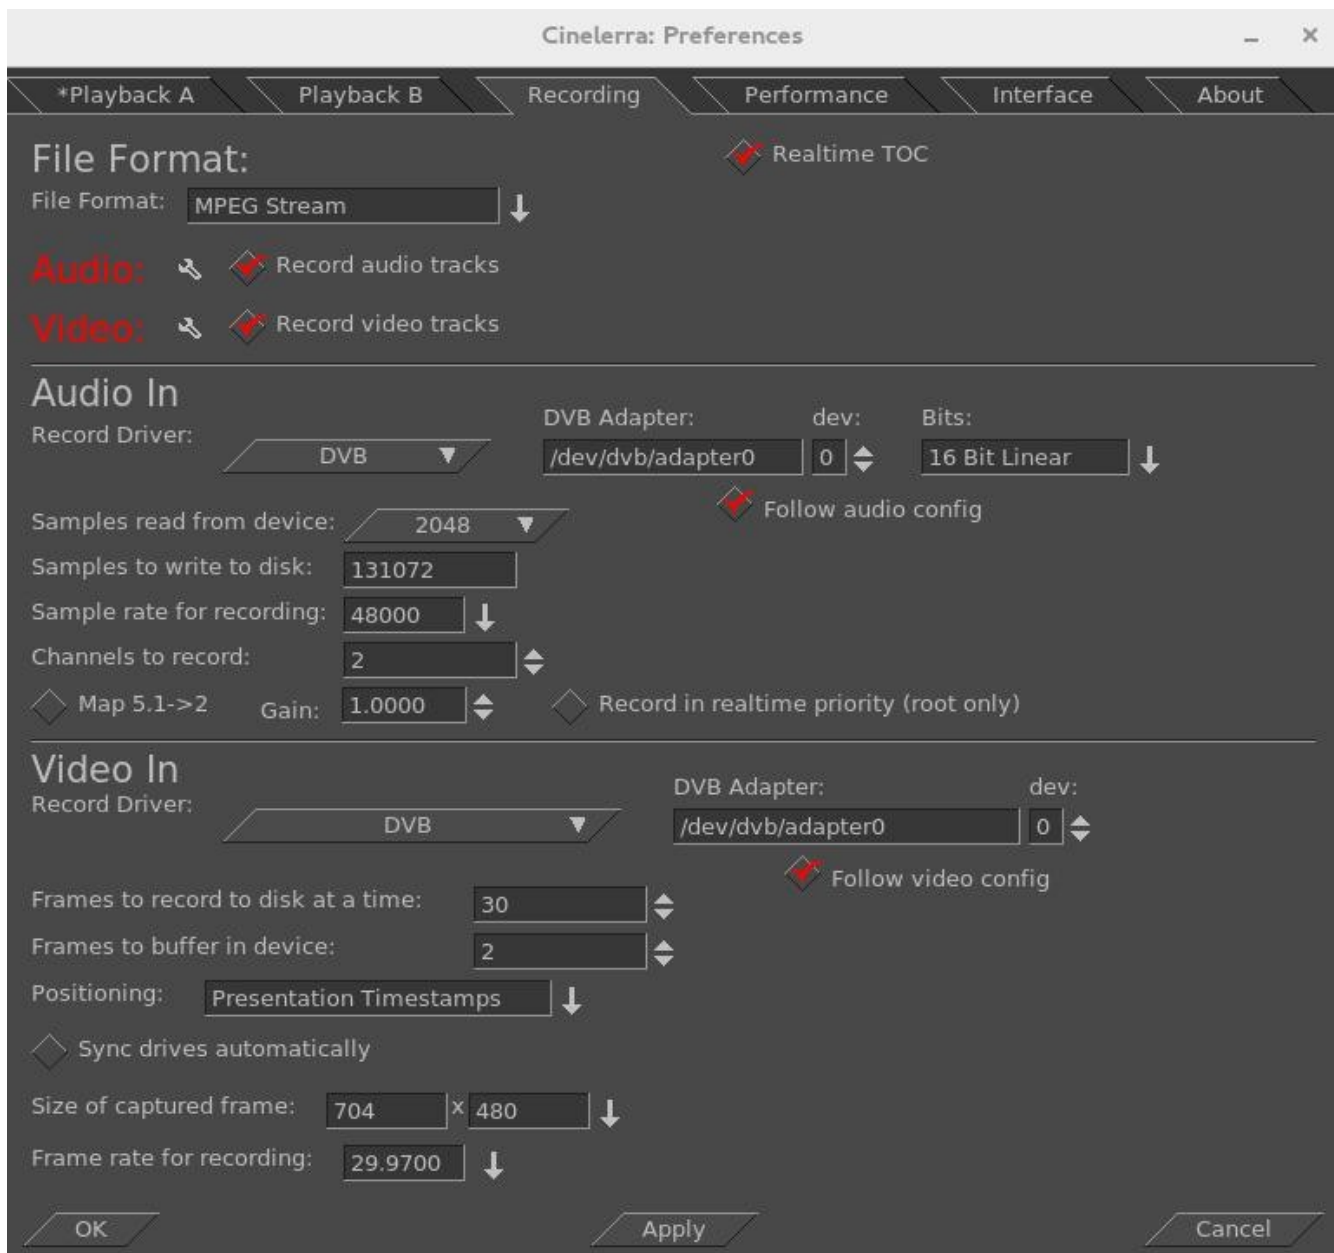 Cinelerra: Preferences
*Playback A Playback B Recording Performance Interface About
File Format: Realtime TOC
File Format: MPEG Stream
Audio: Record audio tracks
Video: Record video tracks
Audio In
DVB Adapter: dev: Bits:
Record Driver: DVB /dev/dvb/adapter0 0 16 Bit Linear
Follow audio config
Samples read from device: 2048
Samples to write to disk: 131072
Sample rate for recording: 48000
Channels to record: 2
Map 5.1->2 Gain: 1.0000 Record in realtime priority (root only)
Video In
DVB Adapter: dev:
Record Driver: DVB /dev/dvb/adapter0 0
Follow video config
Frames to record to disk at a time: 30
Frames to buffer in device: 2
Positioning: Presentation Timestamps
Sync drives automatically
Size of captured frame: 704 x 480
Frame rate for recording: 29.9700
OK Apply Cancel